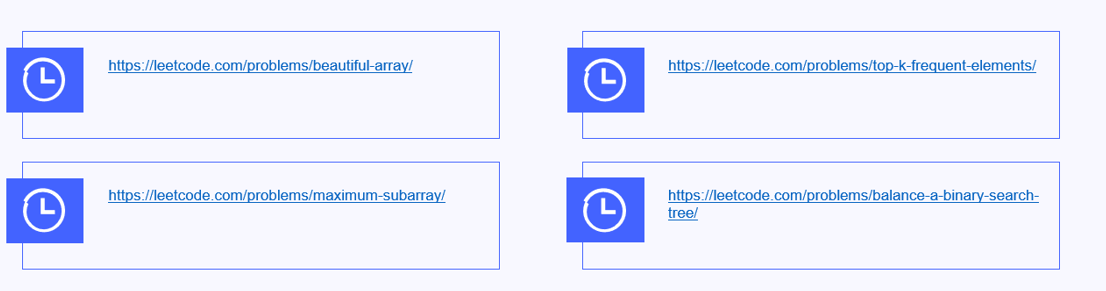 https://leetcode.com/problems/beautiful-array/
https://leetcode.com/problems/top-k-frequent-elements/
https://leetcode.com/problems/maximum-subarray/
https://leetcode.com/problems/balance-a-binary-search-
tree/